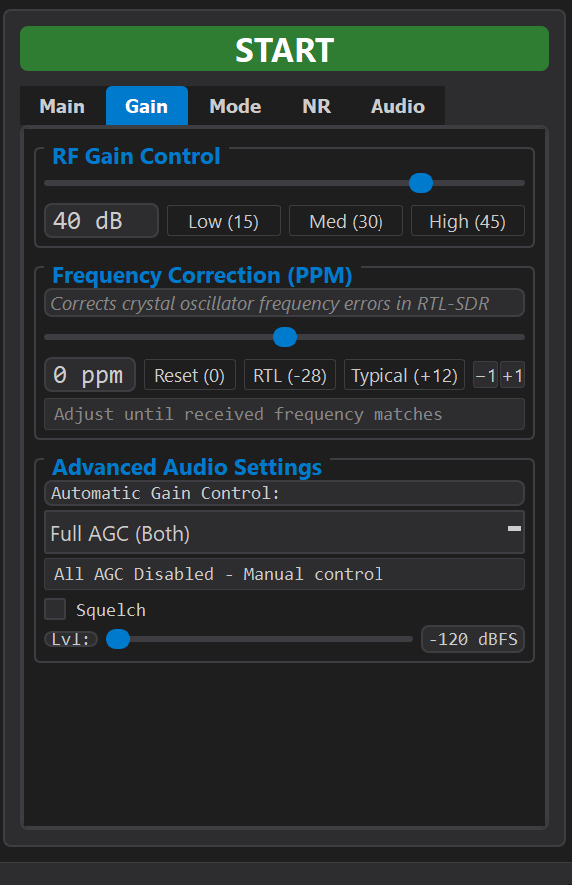 START
Main Gain Mode NR Audio
RF Gain Control
40 dB Low (15) Med (30) High (45)
Frequency Correction (PPM)
Corrects crystal oscillator frequency errors in RTL-SDR
0 ppm Reset (0) RTL (-28) Typical (+12) −1 +1
Adjust until received frequency matches
Advanced Audio Settings
Automatic Gain Control:
Full AGC (Both)
All AGC Disabled - Manual control
Squelch
Lvl: -120 dBFS